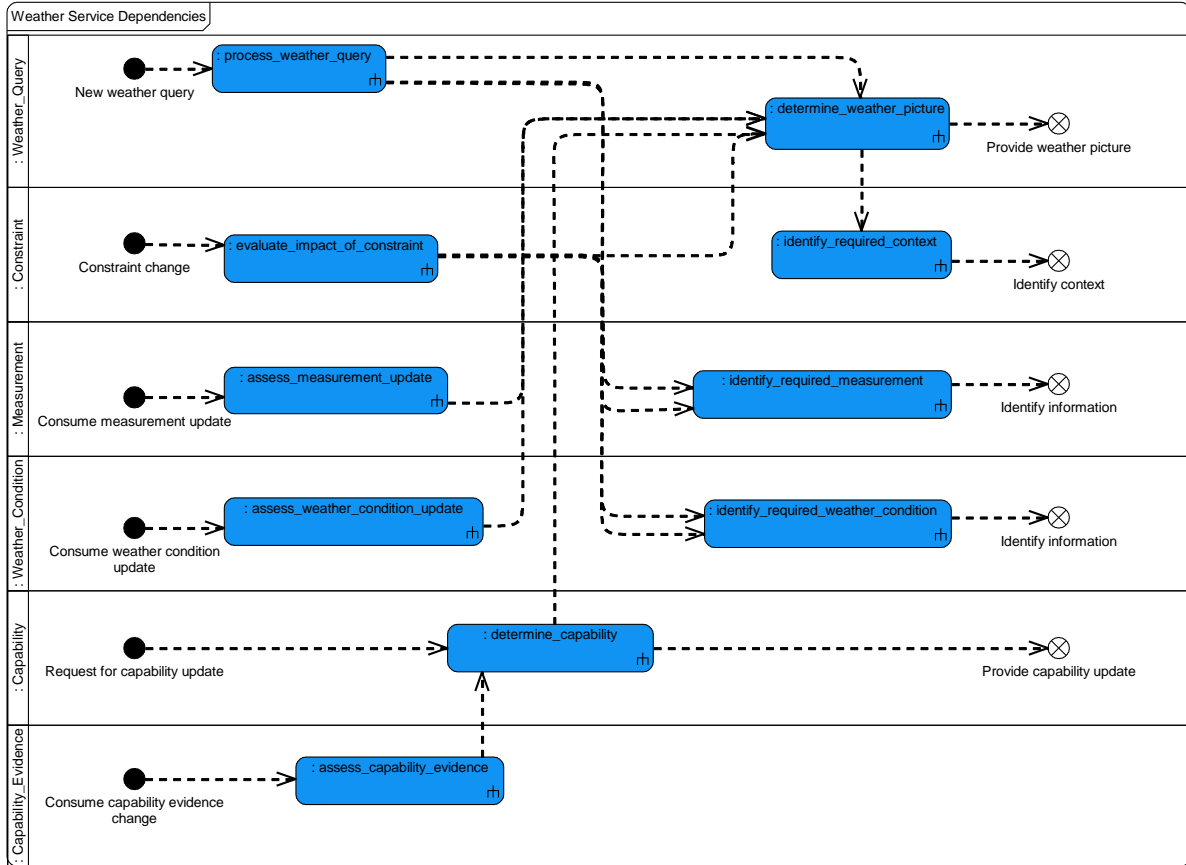 Weather Service Dependencies
: Weather_Query
New weather query
: process_weather_query
: determine_weather_picture
Provide weather picture
: Constraint
Constraint change
: evaluate_impact_of_constraint
: identify_required_context
Identify context
: Measurement
Consume measurement update
: assess_measurement_update
: identify_required_measurement
Identify information
: Weather_Condition
Consume weather condition
update
: assess_weather_condition_update
: identify_required_weather_condition
Identify information
: Capability
Request for capability update
: determine_capability
Provide capability update
: Capability_Evidence
Consume capability evidence
change
: assess_capability_evidence